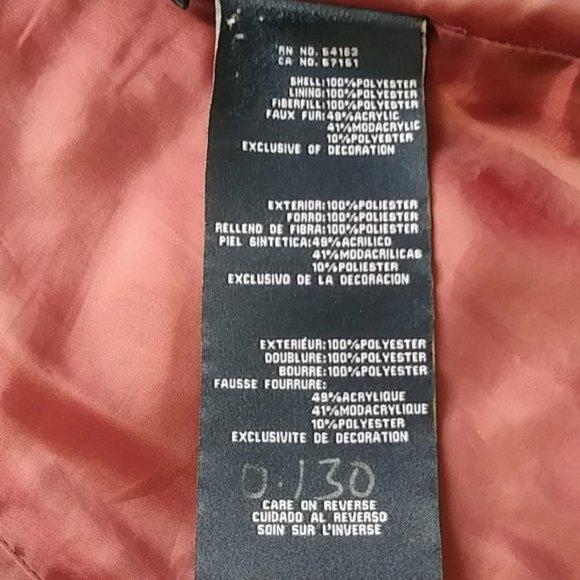 RN NO. 54163
CA NO. 57151
SHELL:100%POLYESTER
LINING:100%POLYESTER
FIBERFILL:100%POLYESTER
FAUX FUR:49%ACRYLIC
41%MODACRYLIC
10%POLYESTER
EXCLUSIVE OF DECORATION
EXTERIOR:100%POLIESTER
FORRO:100%POLIESTER
RELLENO DE FIBRA:100%POLIESTER
PIEL SINTETICA:49%ACRILICO
41%MODACRILICAS
10%POLIESTER
EXCLUSIVO DE LA DECORACION
EXTERIÉUR:100%POLYESTER
DOUBLURE:100%POLYESTER
BOURRE:100%POLYESTER
FAUSSE FOURRURE:
49%ACRYLIQUE
41%MODACRYLIQUE
10%POLYESTER
EXCLUSIVITE DE DECORATION
0.130
CARE ON REVERSE
CUIDADO AL REVERSO
SOIN SUR L'INVERSE